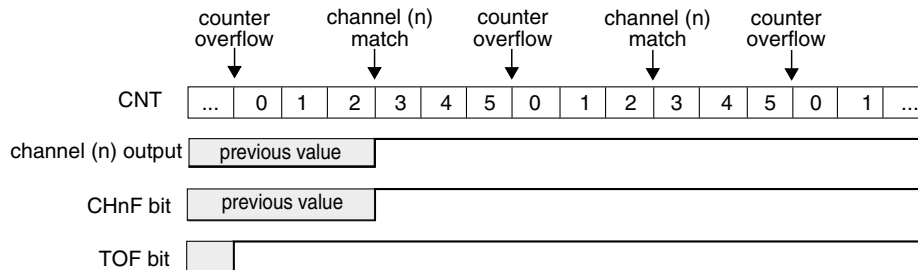 counter overflow
channel (n) match
counter overflow
channel (n) match
counter overflow
CNT ... 0 1 2 3 4 5 0 1 2 3 4 5 0 1 ...
channel (n) output previous value
CHnF bit previous value
TOF bit